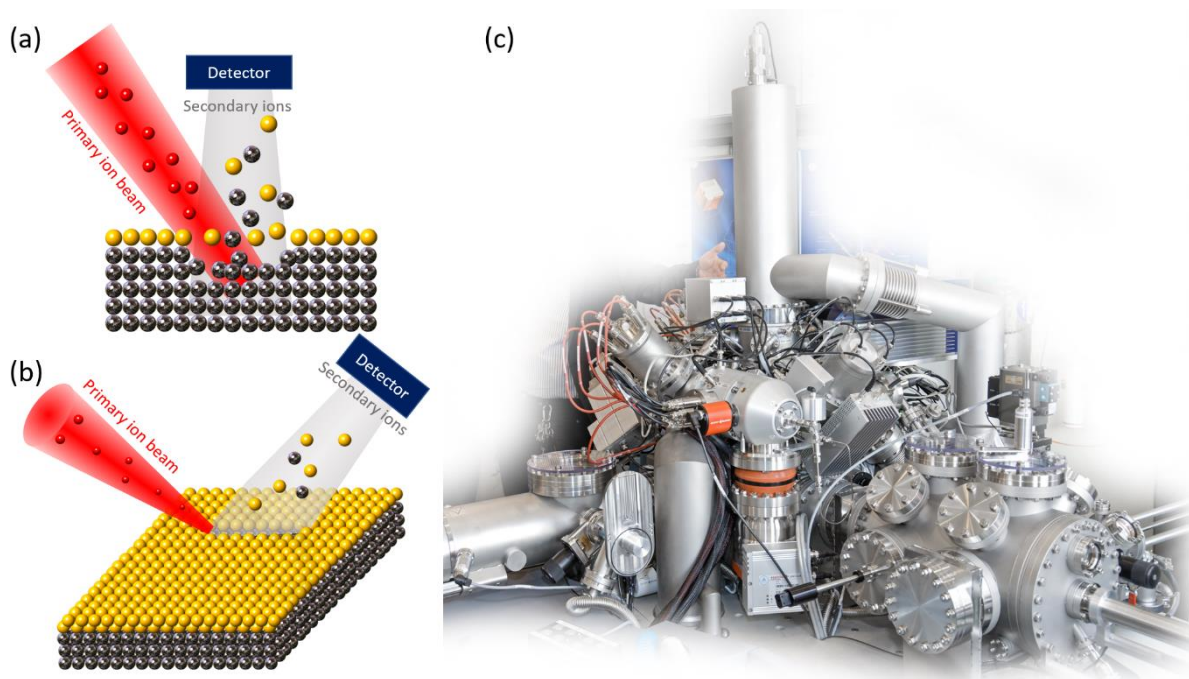 (a)
Detector
Secondary ions
Primary ion beam
(b)
Primary ion beam
Detector
Secondary ions
(c)